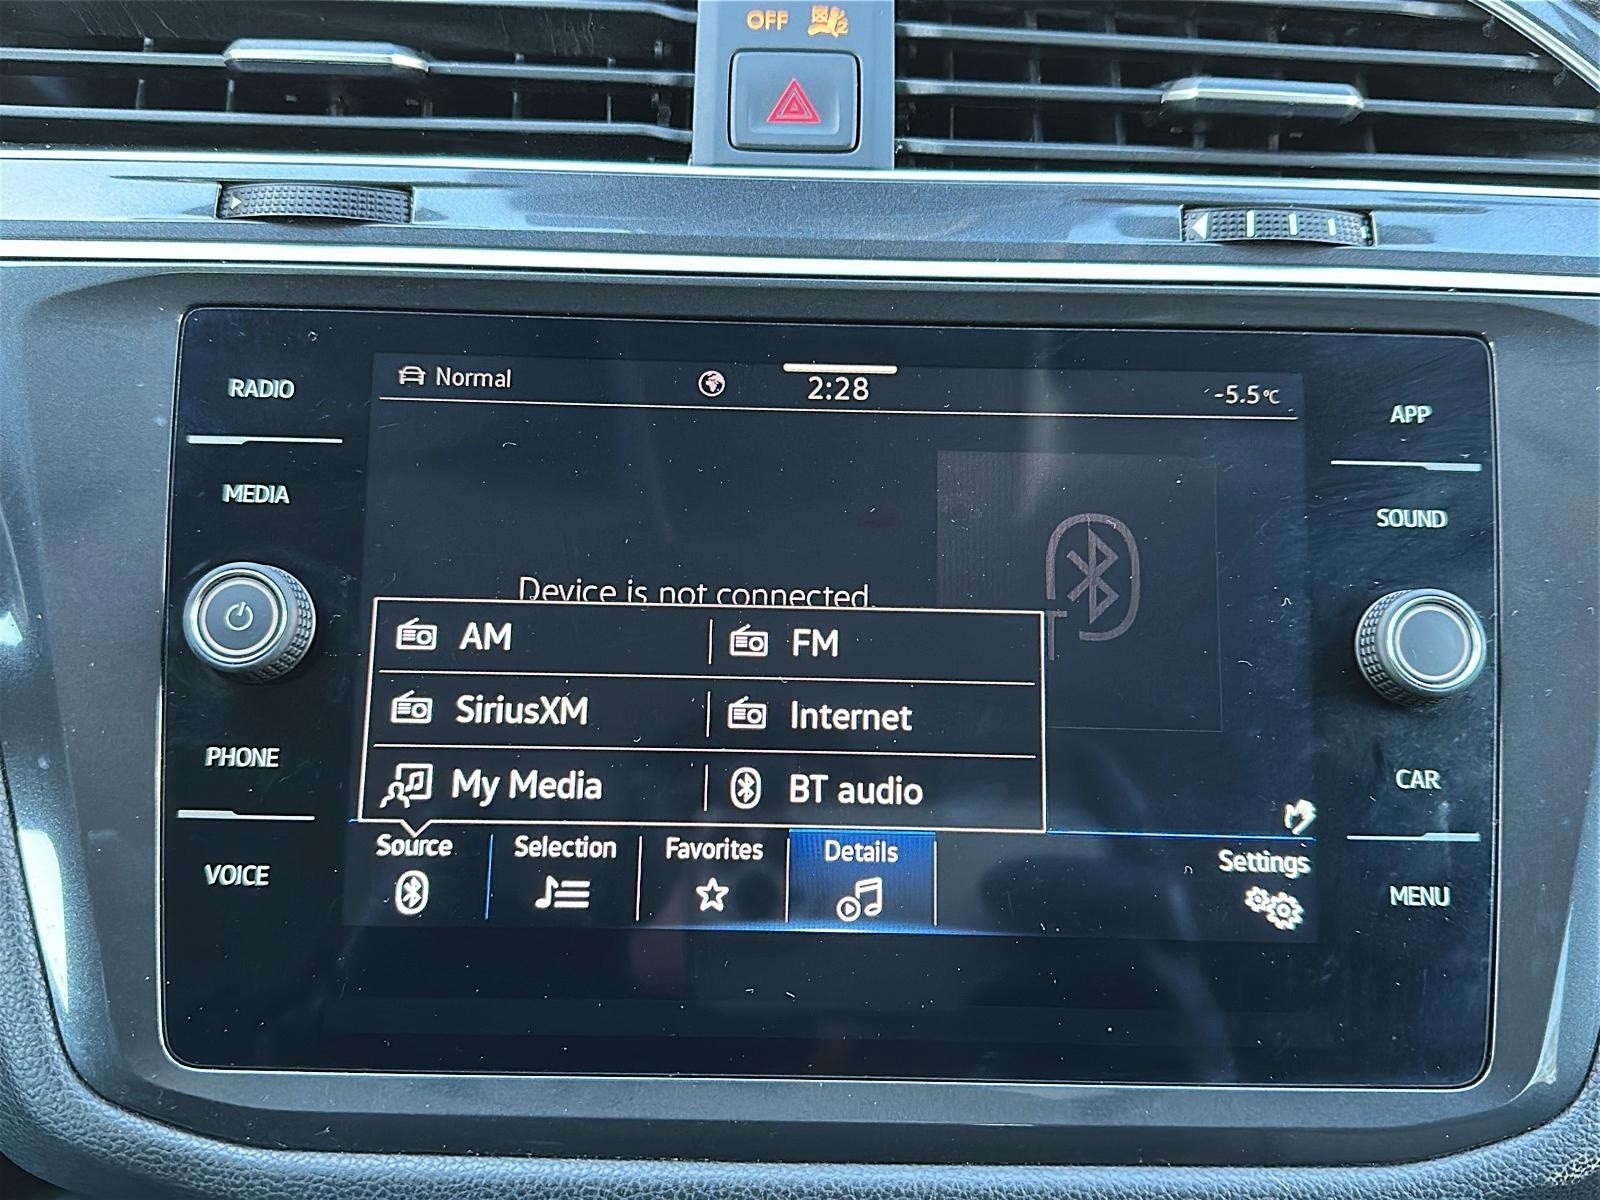 OFF
2
Normal
2:28
-5.5°C
RADIO
MEDIA
PHONE
VOICE
APP
SOUND
CAR
MENU
Device is not connected.
AM
FM
SiriusXM
Internet
My Media
BT audio
Source
Selection
Favorites
Details
Settings